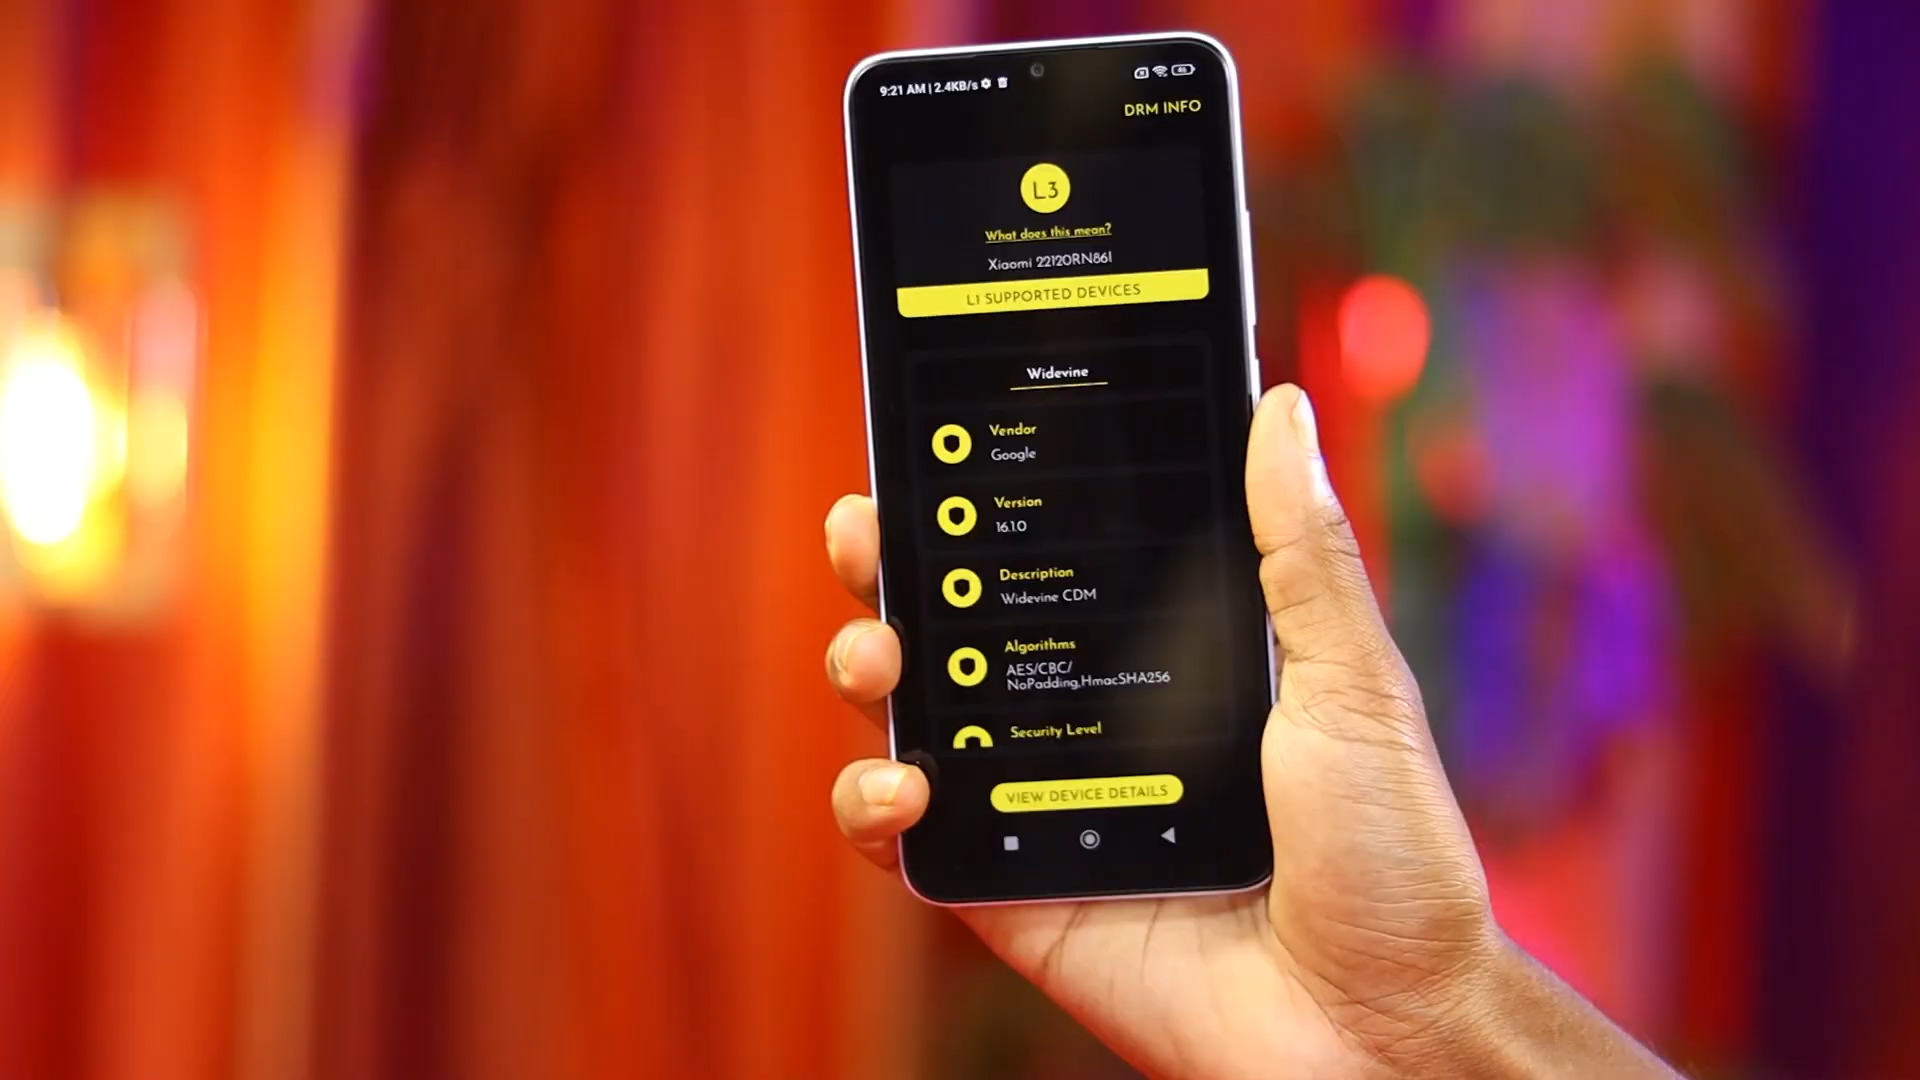 9:21 AM | 2.4KB/s
46
DRM INFO
L3
What does this mean?
Xiaomi 22120RN86I
L1 SUPPORTED DEVICES
Widevine
Vendor
Google
Version
16.1.0
Description
Widevine CDM
Algorithms
AES/CBC/
NoPadding,HmacSHA256
Security Level
VIEW DEVICE DETAILS